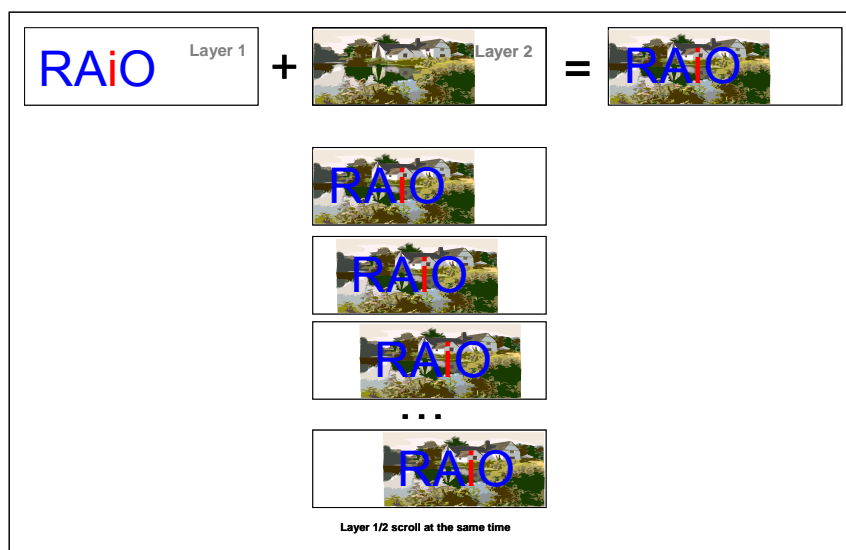 RAiO Layer 1 + Layer 2 = RAiO
RAiO
RAiO
RAiO
...
RAiO
Layer 1/2 scroll at the same time